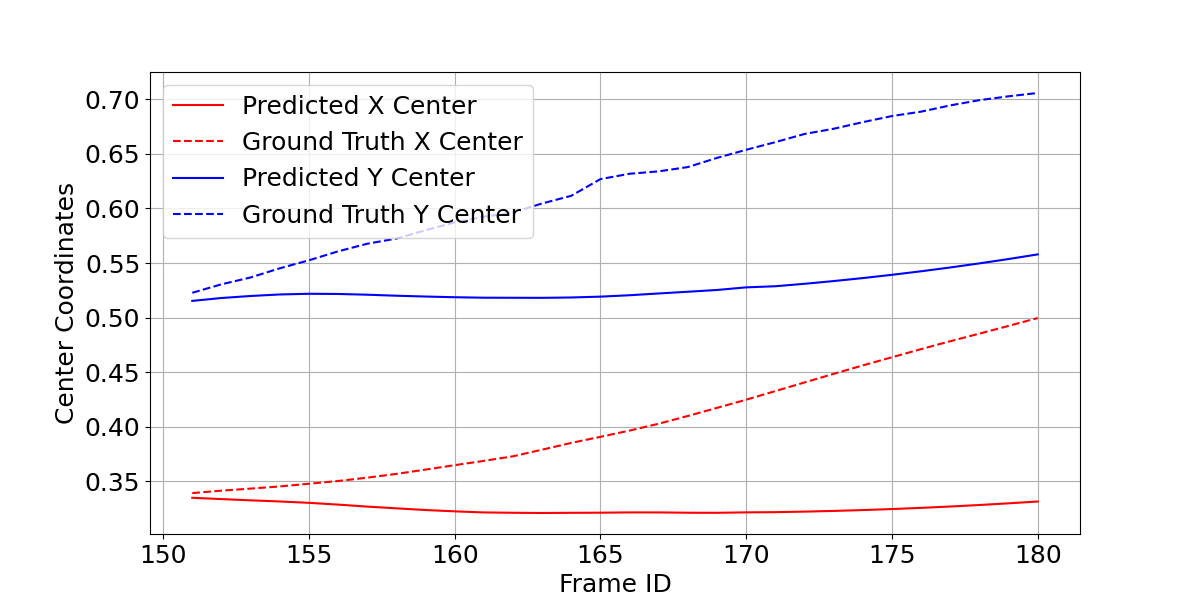 Predicted X Center
Ground Truth X Center
Predicted Y Center
Ground Truth Y Center
Center Coordinates
0.70
0.65
0.60
0.55
0.50
0.45
0.40
0.35
150 155 160 165 170 175 180
Frame ID